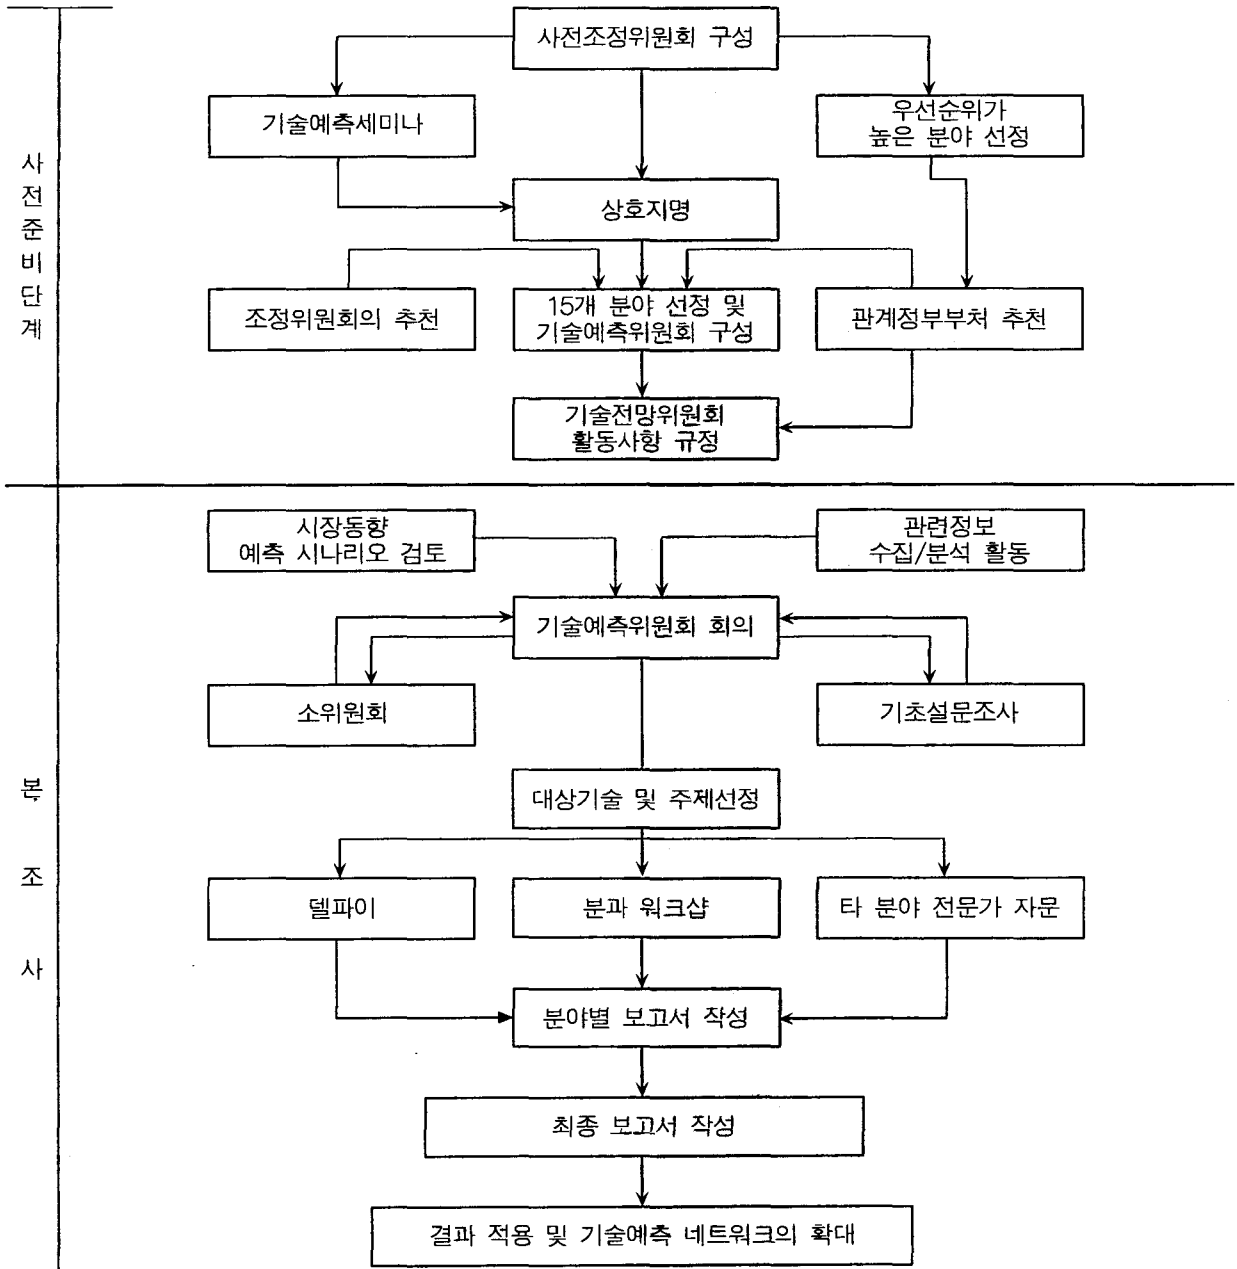 사전준비단계
사전조정위원회 구성
기술예측세미나
우선순위가
높은 분야 선정
상호지명
조정위원회의 추천
15개 분야 선정 및
기술예측위원회 구성
관계정부부처 추천
기술전망위원회
활동사항 규정
본조사
시장동향
예측 시나리오 검토
관련정보
수집/분석 활동
기술예측위원회 회의
소위원회
기초설문조사
대상기술 및 주제선정
델파이
분과 워크샵
타 분야 전문가 자문
분야별 보고서 작성
최종 보고서 작성
결과 적용 및 기술예측 네트워크의 확대